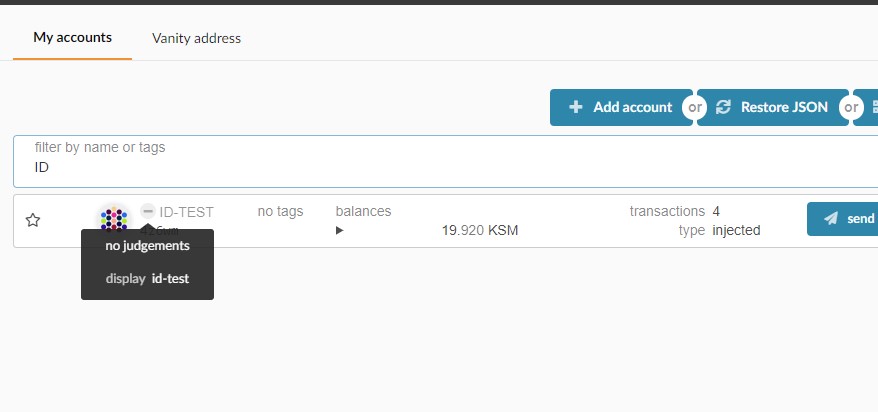 My accounts
Vanity address
Add account
or
Restore JSON
or
filter by name or tags
ID
ID-TEST
no tags
balances
transactions 4
send
19.920 KSM
type injected
no judgements
display id-test